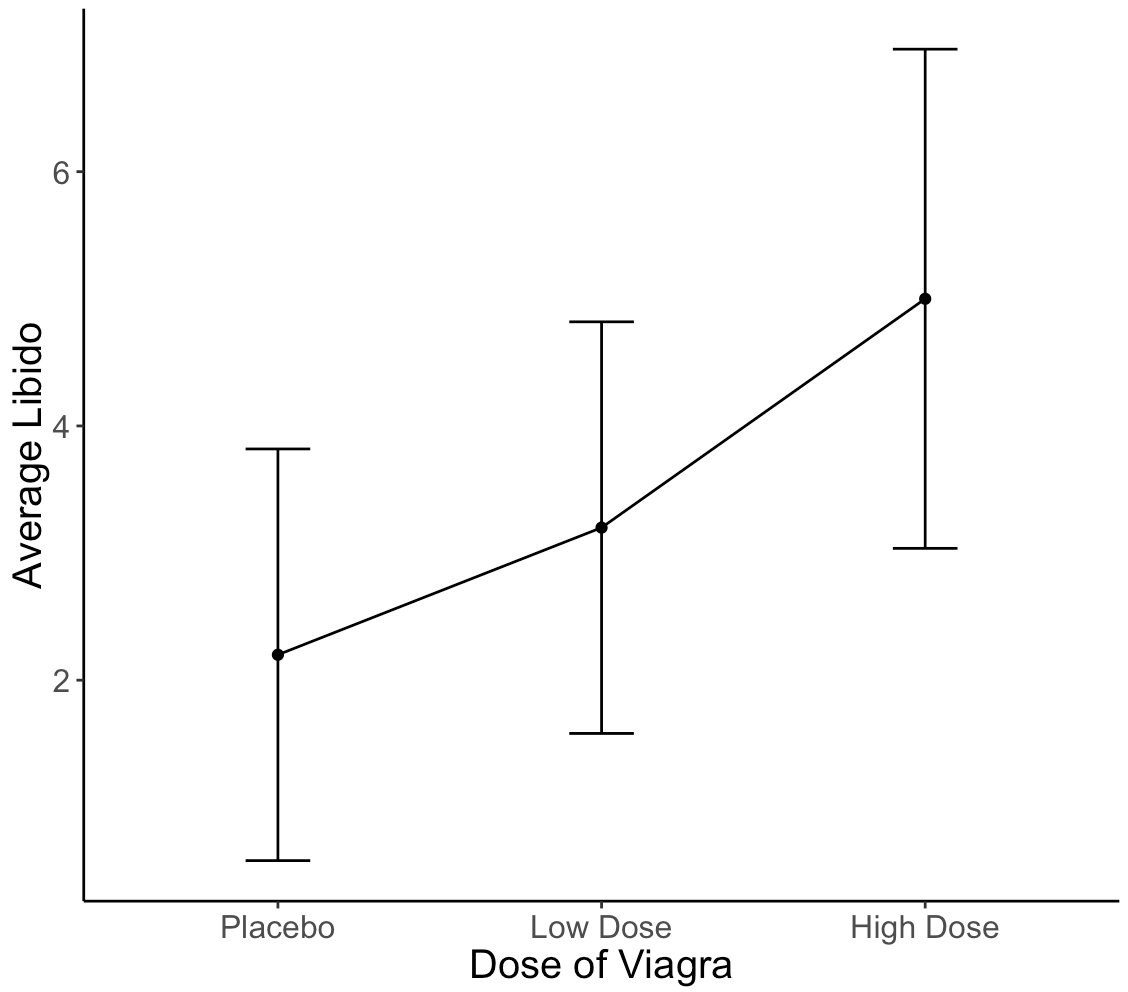 Average Libido
6
4
2
Placebo
Low Dose
High Dose
Dose of Viagra